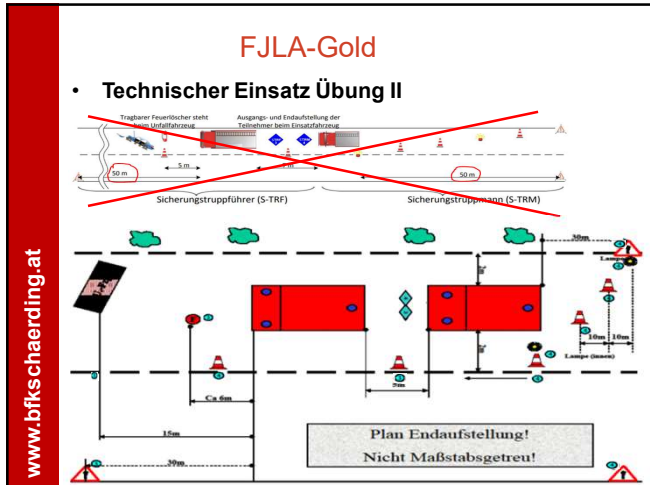 FJLA-Gold
• Technischer Einsatz Übung II
Tragbarer Feuerlöscher steht
beim Unfallfahrzeug
Ausgangs- und Endaufstellung der
Teilnehmer beim Einsatzfahrzeug
5 m
50 m
50 m
Sicherungstruppführer (S-TRF)
Sicherungstruppmann (S-TRM)
30m
Lampe
2m
2m
10m
10m
Lampe (innen)
5m
Ca 6m
15m
30m
Plan Endaufstellung!
Nicht Maßstabsgetreu!
www.bfkschaerding.at